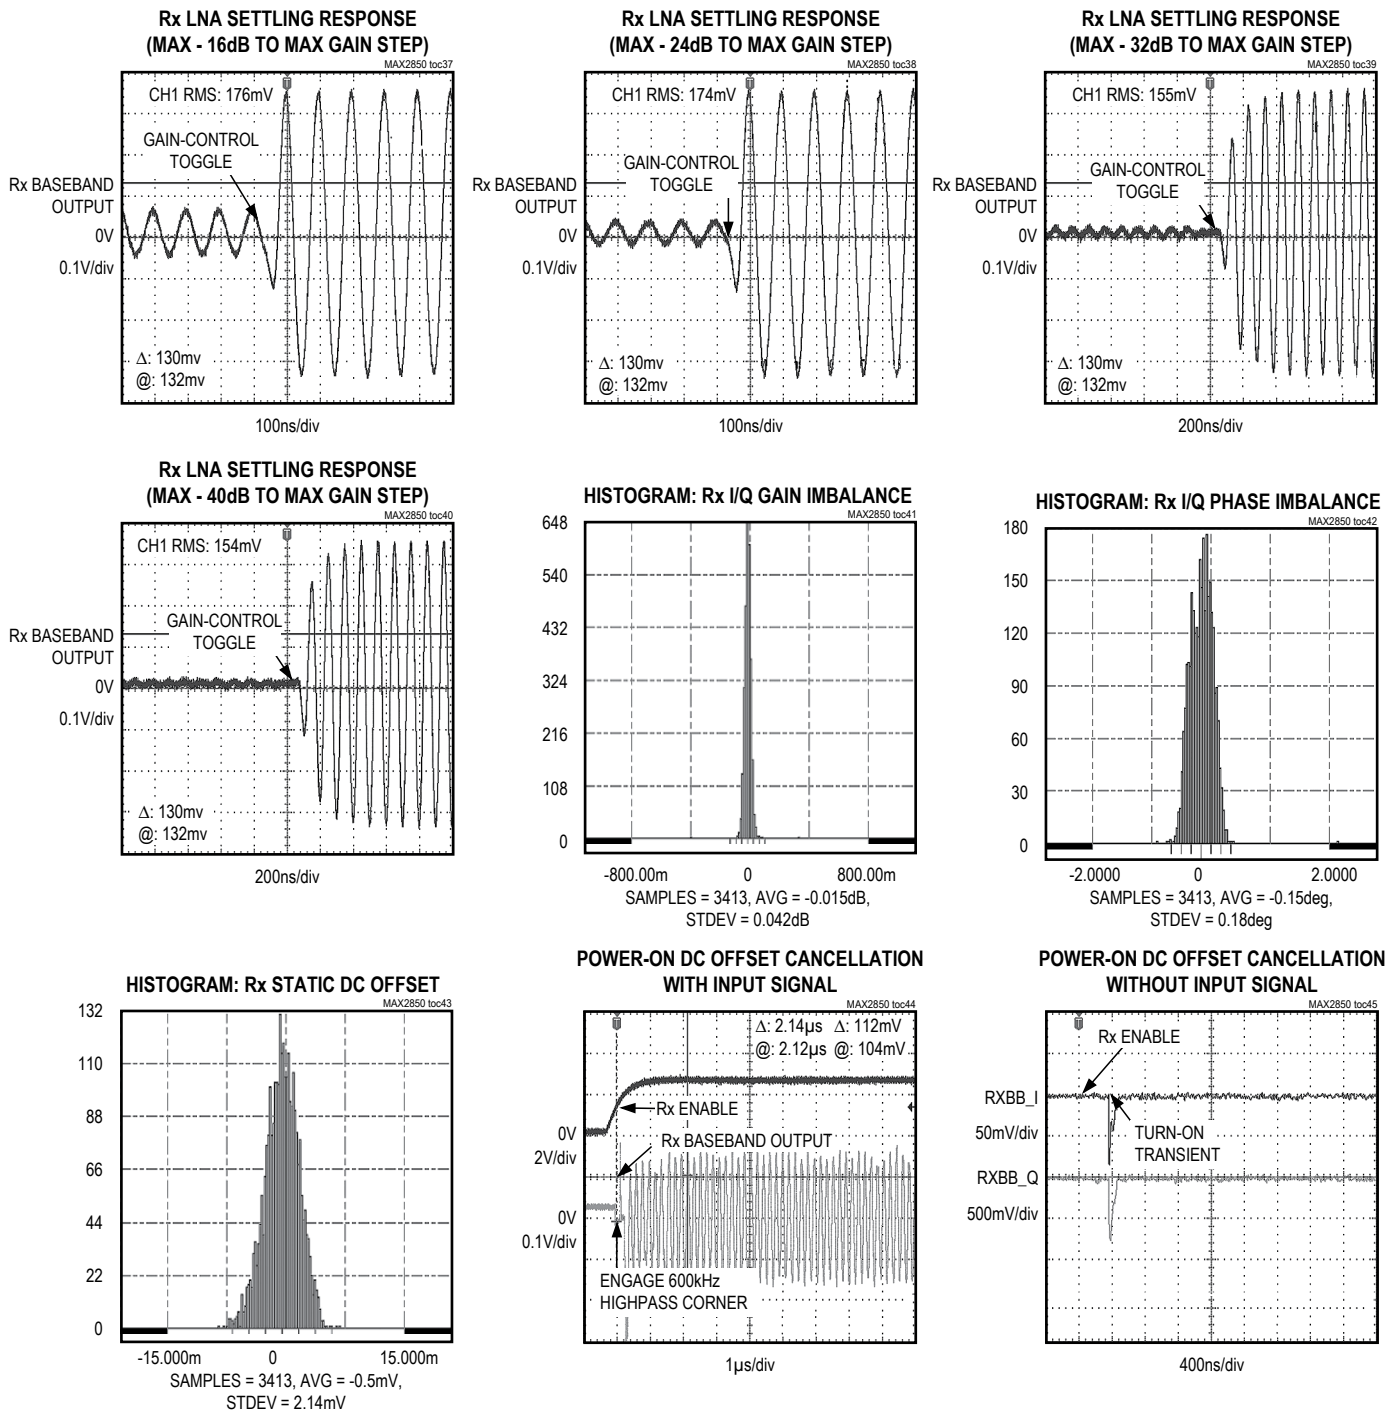 Rx LNA SETTLING RESPONSE
(MAX - 16dB TO MAX GAIN STEP)
MAX2850 toc37
CH1 RMS: 176mV
GAIN-CONTROL
TOGGLE
Rx BASEBAND
OUTPUT
0V
0.1V/div
Δ: 130mv
@: 132mv
100ns/div
Rx LNA SETTLING RESPONSE
(MAX - 24dB TO MAX GAIN STEP)
MAX2850 toc38
CH1 RMS: 174mV
GAIN-CONTROL
TOGGLE
Rx BASEBAND
OUTPUT
0V
0.1V/div
Δ: 130mv
@: 132mv
100ns/div
Rx LNA SETTLING RESPONSE
(MAX - 32dB TO MAX GAIN STEP)
MAX2850 toc39
CH1 RMS: 155mV
GAIN-CONTROL
TOGGLE
Rx BASEBAND
OUTPUT
0V
0.1V/div
Δ: 130mv
@: 132mv
200ns/div
Rx LNA SETTLING RESPONSE
(MAX - 40dB TO MAX GAIN STEP)
MAX2850 toc40
CH1 RMS: 154mV
GAIN-CONTROL
TOGGLE
Rx BASEBAND
OUTPUT
0V
0.1V/div
Δ: 130mv
@: 132mv
200ns/div
HISTOGRAM: Rx I/Q GAIN IMBALANCE
MAX2850 toc41
648
540
432
324
216
108
0
-800.00m 0 800.00m
SAMPLES = 3413, AVG = -0.015dB,
STDEV = 0.042dB
HISTOGRAM: Rx I/Q PHASE IMBALANCE
MAX2850 toc42
180
150
120
90
60
30
0
-2.0000 0 2.0000
SAMPLES = 3413, AVG = -0.15deg,
STDEV = 0.18deg
HISTOGRAM: Rx STATIC DC OFFSET
MAX2850 toc43
132
110
88
66
44
22
0
-15.000m 0 15.000m
SAMPLES = 3413, AVG = -0.5mV,
STDEV = 2.14mV
POWER-ON DC OFFSET CANCELLATION
WITH INPUT SIGNAL
MAX2850 toc44
Δ: 2.14µs Δ: 112mV
@: 2.12µs @: 104mV
Rx ENABLE
0V
2V/div
Rx BASEBAND OUTPUT
0V
0.1V/div
ENGAGE 600kHz
HIGHPASS CORNER
1µs/div
POWER-ON DC OFFSET CANCELLATION
WITHOUT INPUT SIGNAL
MAX2850 toc45
Rx ENABLE
RXBB_I
50mV/div
TURN-ON
TRANSIENT
RXBB_Q
500mV/div
400ns/div